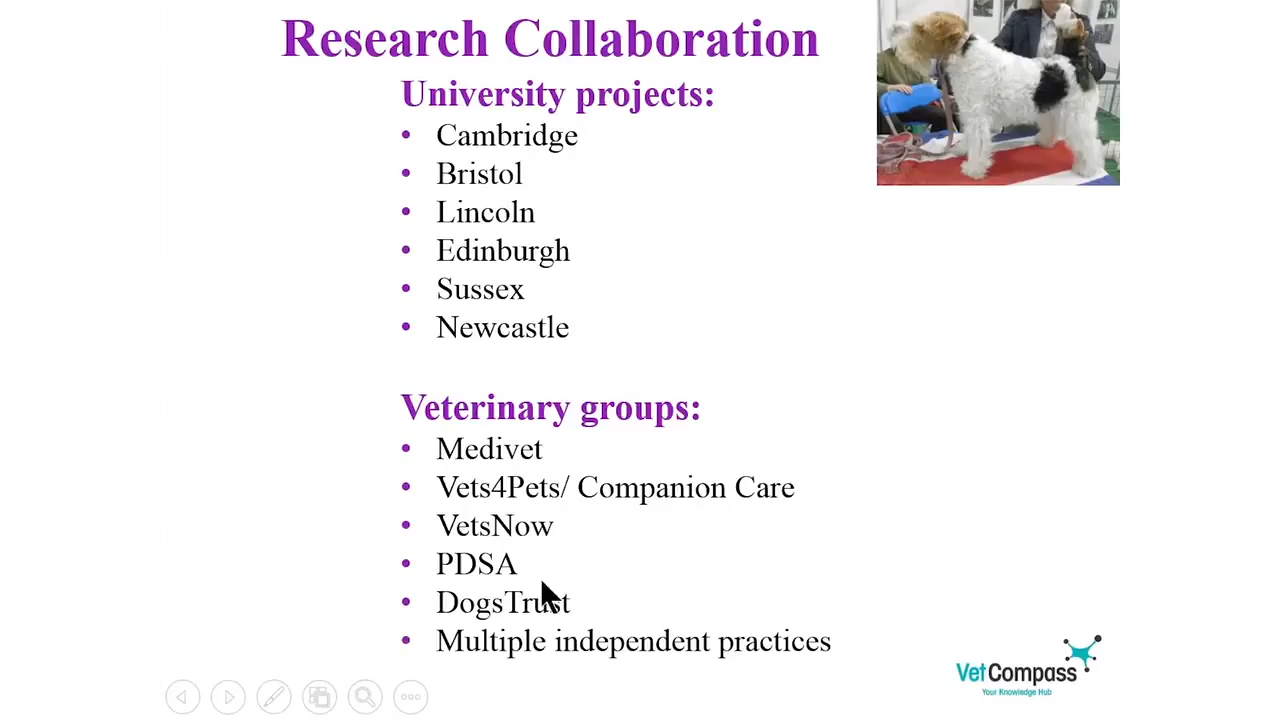 Research Collaboration
University projects:
• Cambridge
• Bristol
• Lincoln
• Edinburgh
• Sussex
• Newcastle
Veterinary groups:
• Medivet
• Vets4Pets/ Companion Care
• VetsNow
• PDSA
• DogsTrust
• Multiple independent practices
VetCompass
Your Knowledge Hub